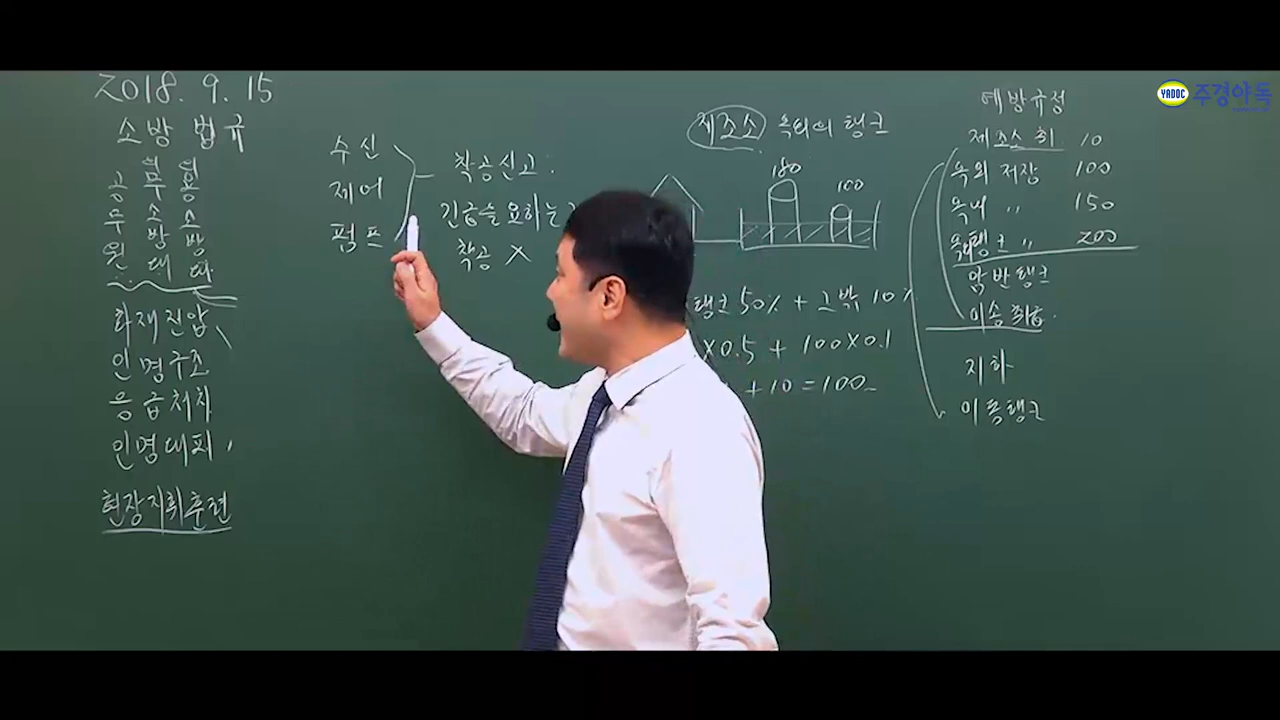 2018. 9. 15
소방법규
공무원
의무소방대
의용소방대
화재진압
인명구조
응급처치
인명대피
현장지휘훈련
수신
제어
펌프
착공신고
긴급을 요하는
착공 X
제조소 옥외의 탱크
180
100
탱크 50% + 그밖 10%
X0.5 + 100X0.1
+ 10 = 100
YADOC 주경야독
예방규정
제조소 취 10
옥외 저장 100
옥내 〃 150
옥외탱크 〃 200
암반탱크
이송취급
지하
이동탱크